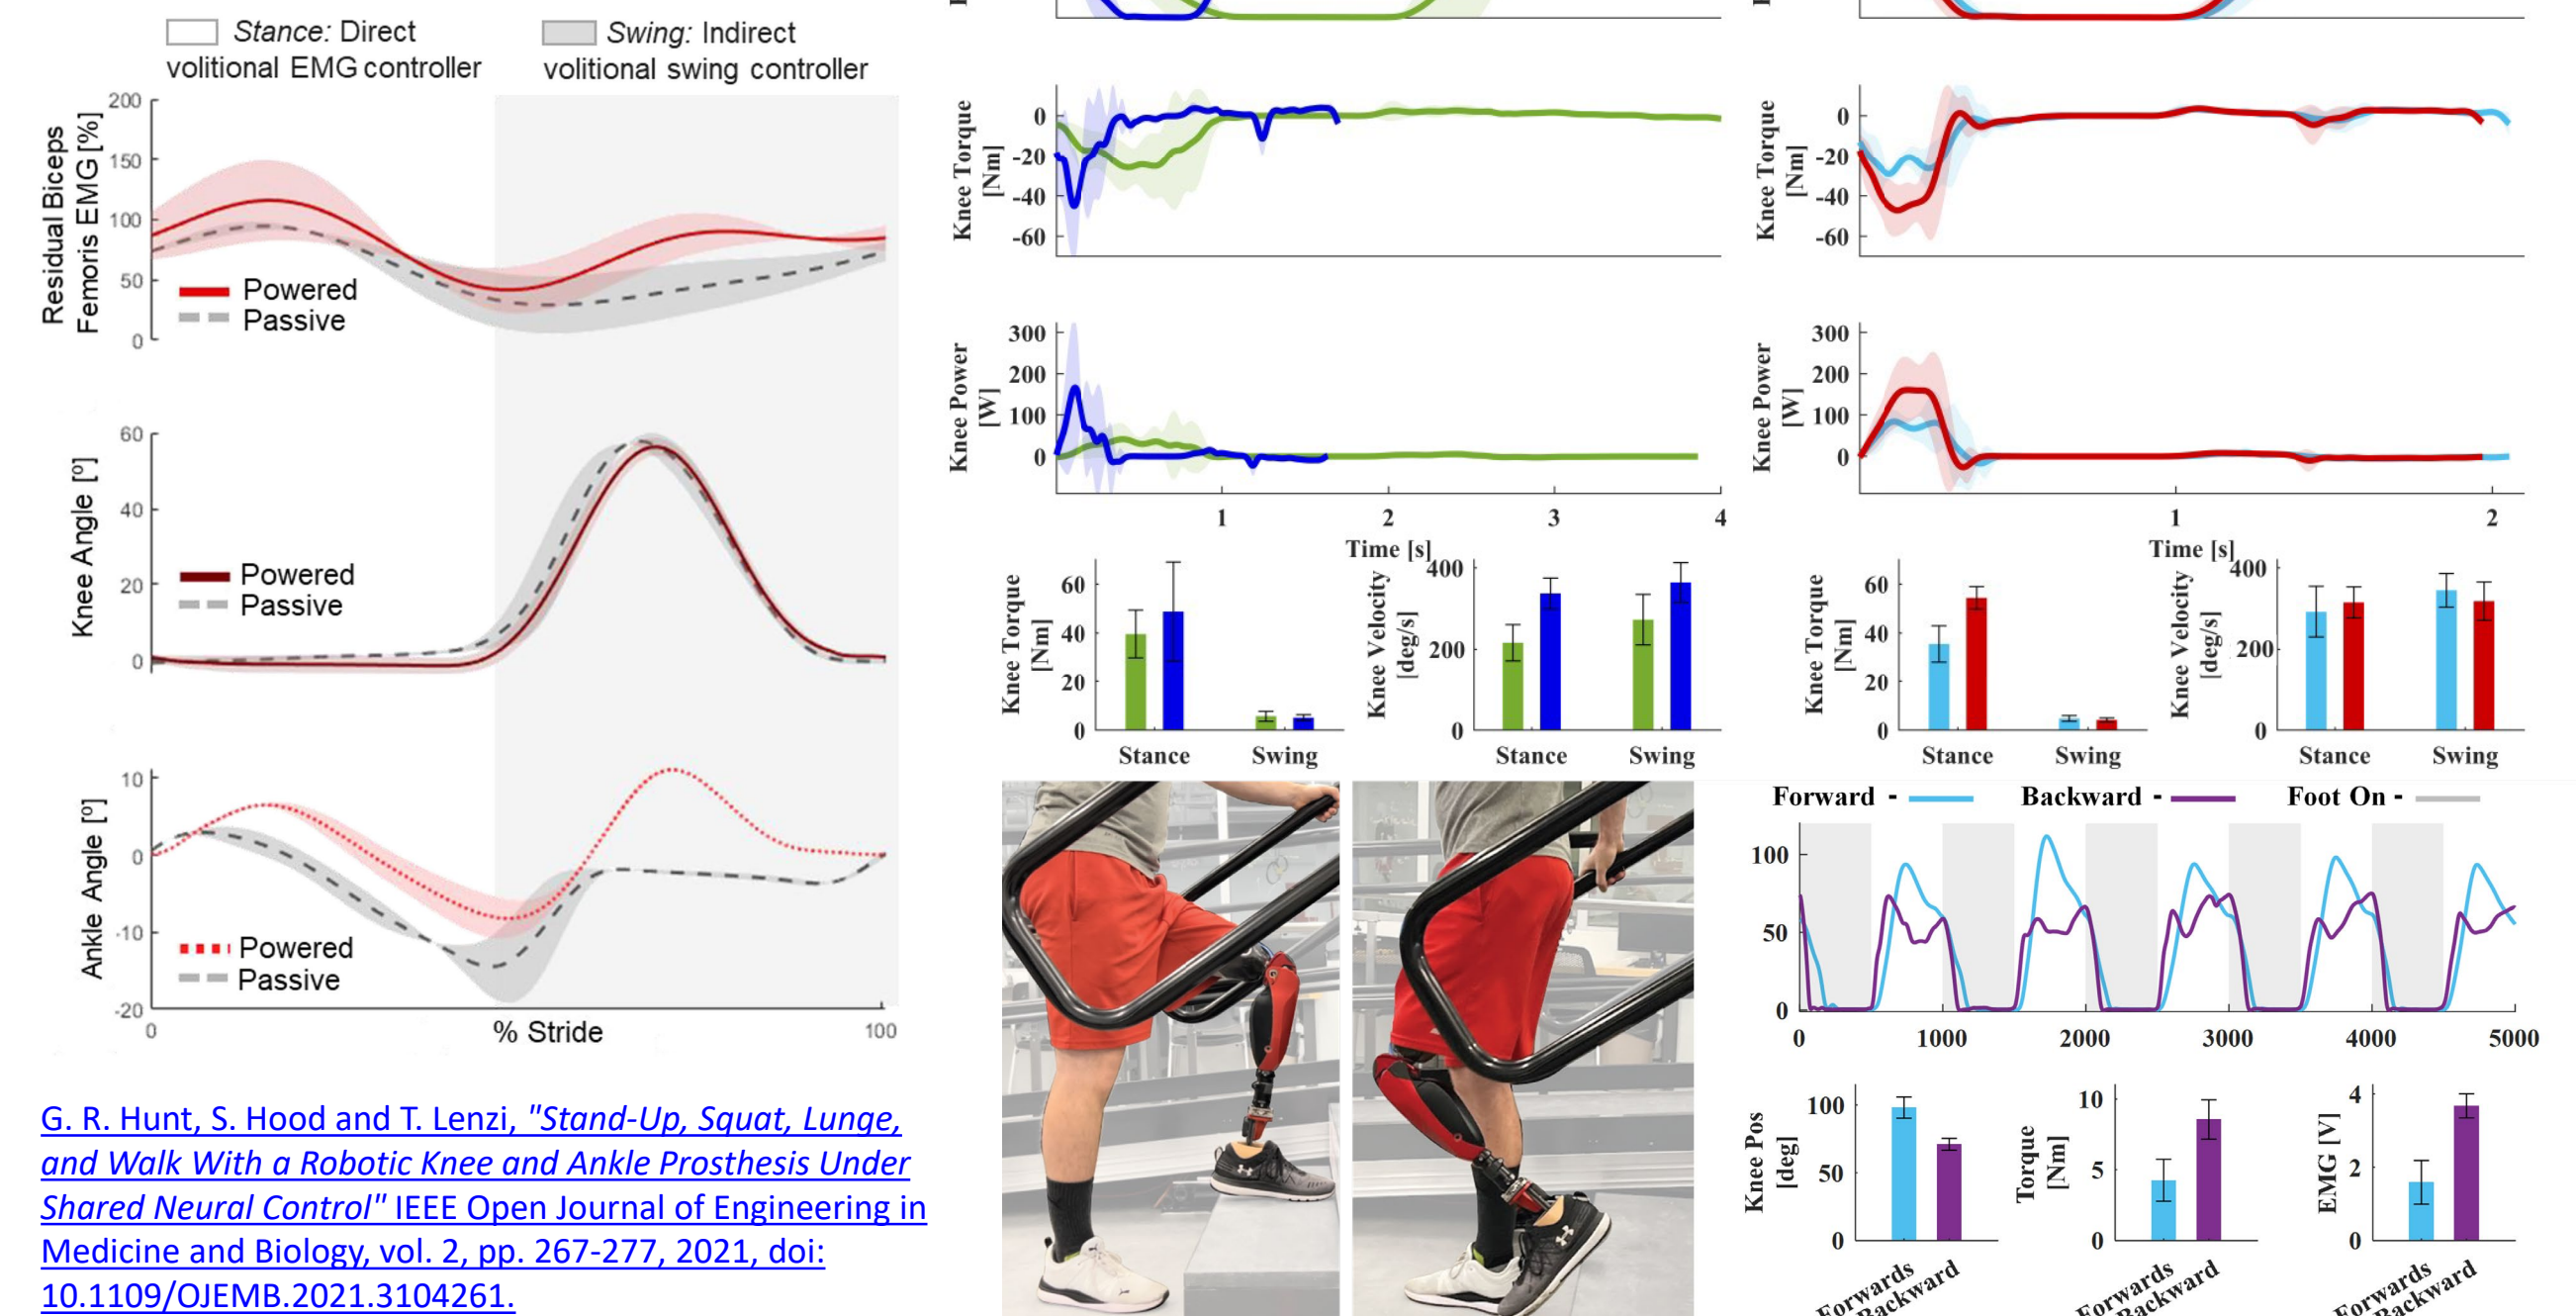 Stance: Direct
volitional EMG controller
Swing: Indirect
volitional swing controller
Residual Biceps
Femoris EMG [%]
200
150
100
50
0
Powered
Passive
Knee Angle [º]
60
40
20
0
Powered
Passive
Ankle Angle [º]
10
0
-10
-20
Powered
Passive
0
% Stride
100
G. R. Hunt, S. Hood and T. Lenzi, "Stand-Up, Squat, Lunge,
and Walk With a Robotic Knee and Ankle Prosthesis Under
Shared Neural Control" IEEE Open Journal of Engineering in
Medicine and Biology, vol. 2, pp. 267-277, 2021, doi:
10.1109/OJEMB.2021.3104261.
Knee Torque
[Nm]
0
-20
-40
-60
Knee Power
[W]
300
200
100
0
1
2
3
4
Time [s]
Knee Torque
[Nm]
60
40
20
0
Stance
Swing
Knee Velocity
[deg/s]
400
200
0
Stance
Swing
Knee Torque
[Nm]
0
-20
-40
-60
Knee Power
[W]
300
200
100
0
1
2
Time [s]
Knee Torque
[Nm]
60
40
20
0
Stance
Swing
Knee Velocity
[deg/s]
400
200
0
Stance
Swing
Forward -
Backward -
Foot On -
100
50
0
0
1000
2000
3000
4000
5000
Knee Pos
[deg]
100
50
0
Forwards
Backward
Torque
[Nm]
10
5
0
Forwards
Backward
EMG [V]
4
2
0
Forwards
Backward